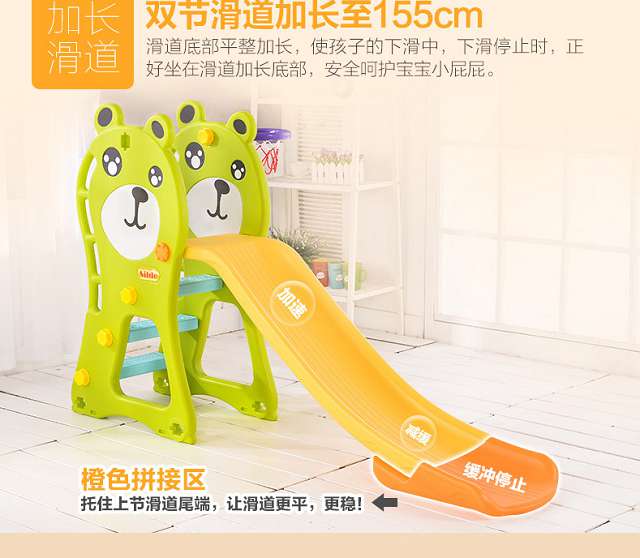 加长
滑道
双节滑道加长至155cm
滑道底部平整加长，使孩子的下滑中，下滑停止时，正
好坐在滑道加长底部，安全呵护宝宝小屁屁。
加速
减缓
缓冲停止
橙色拼接区
托住上节滑道尾端，让滑道更平，更稳!